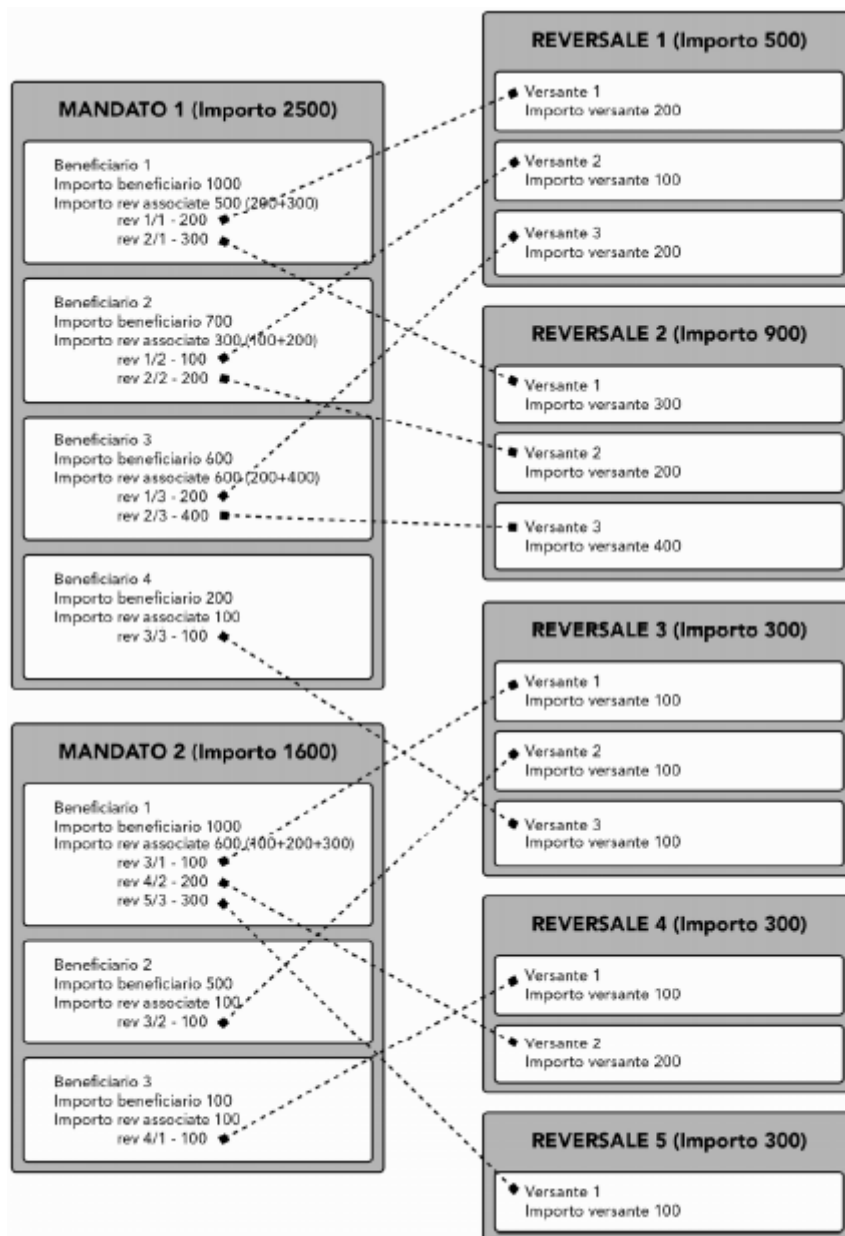 MANDATO 1 (Importo 2500)
Beneficiario 1
Importo beneficiario 1000
Importo rev associate 500 (200+300)
rev 1/1 - 200
rev 2/1 - 300
Beneficiario 2
Importo beneficiario 700
Importo rev associate 300 (100+200)
rev 1/2 - 100
rev 2/2 - 200
Beneficiario 3
Importo beneficiario 600
Importo rev associate 600 (200+400)
rev 1/3 - 200
rev 2/3 - 400
Beneficiario 4
Importo beneficiario 200
Importo rev associate 100
rev 3/3 - 100
MANDATO 2 (Importo 1600)
Beneficiario 1
Importo beneficiario 1000
Importo rev associate 600 (100+200+300)
rev 3/1 - 100
rev 4/2 - 200
rev 5/3 - 300
Beneficiario 2
Importo beneficiario 500
Importo rev associate 100
rev 3/2 - 100
Beneficiario 3
Importo beneficiario 100
Importo rev associate 100
rev 4/1 - 100
REVERSALE 1 (Importo 500)
Versante 1
Importo versante 200
Versante 2
Importo versante 100
Versante 3
Importo versante 200
REVERSALE 2 (Importo 900)
Versante 1
Importo versante 300
Versante 2
Importo versante 200
Versante 3
Importo versante 400
REVERSALE 3 (Importo 300)
Versante 1
Importo versante 100
Versante 2
Importo versante 100
Versante 3
Importo versante 100
REVERSALE 4 (Importo 300)
Versante 1
Importo versante 100
Versante 2
Importo versante 200
REVERSALE 5 (Importo 300)
Versante 1
Importo versante 100